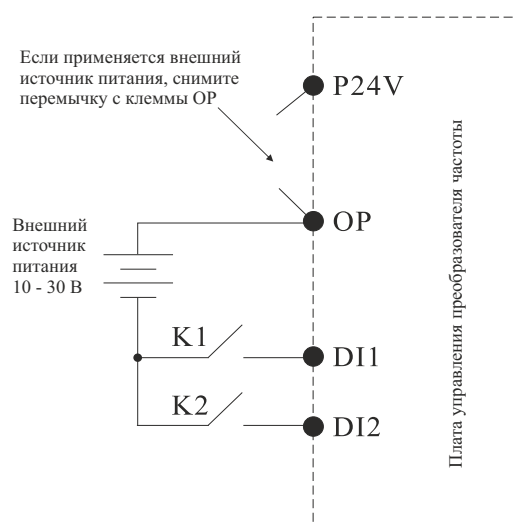 Если применяется внешний
источник питания, снимите
перемычку с клеммы OP
P24V
OP
Внешний
источник
питания
10 - 30 В
K1
DI1
K2
DI2
Плата управления преобразователя частоты